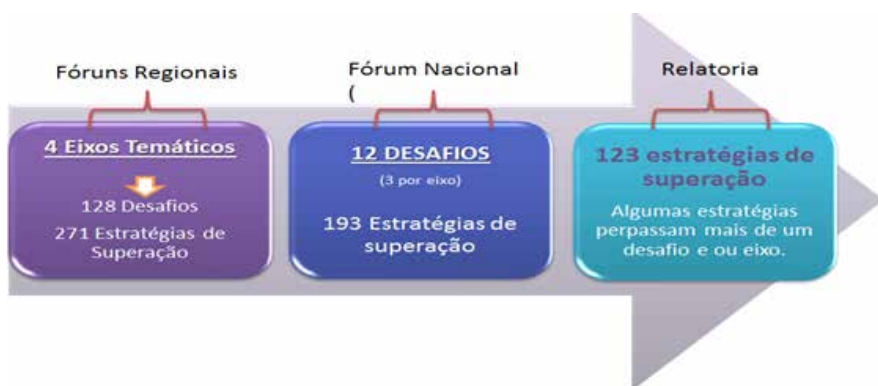 Fóruns Regionais
4 Eixos Temáticos
128 Desafios
271 Estratégias de
Superação
Fórum Nacional
(
12 DESAFIOS
(3 por eixo)
193 Estratégias de
superação
Relatoria
123 estratégias de
superação
Algumas estratégias
perpassam mais de um
desafio e ou eixo.